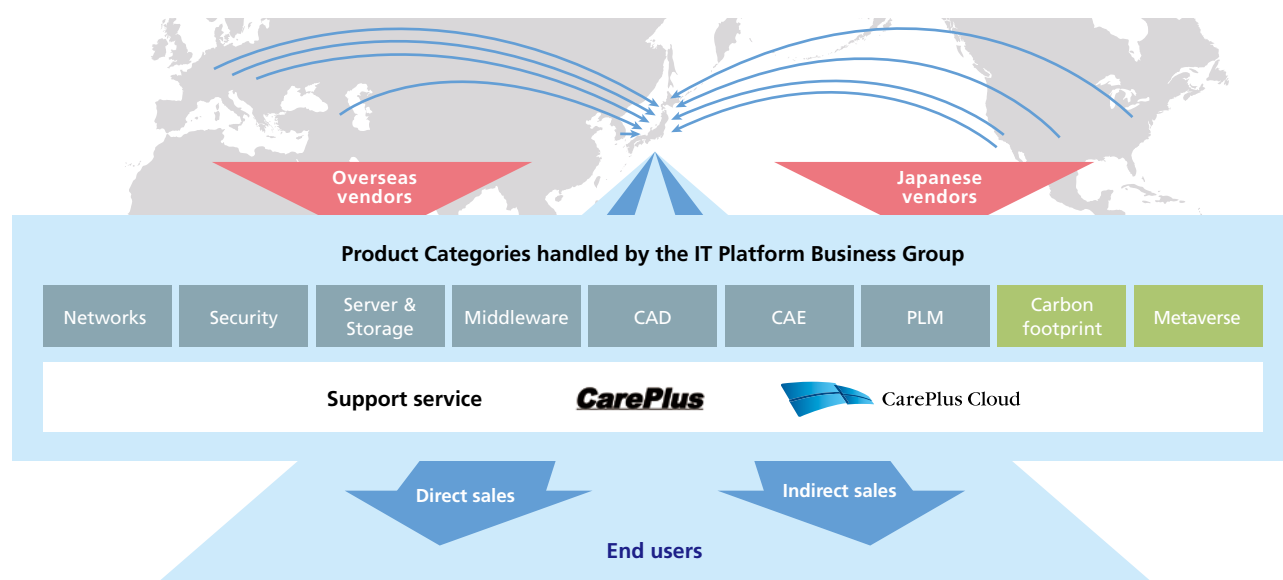 Overseas
vendors
Japanese
vendors
Product Categories handled by the IT Platform Business Group
Networks
Security
Server &
Storage
Middleware
CAD
CAE
PLM
Carbon
footprint
Metaverse
Support service
CarePlus
CarePlus Cloud
Direct sales
Indirect sales
End users